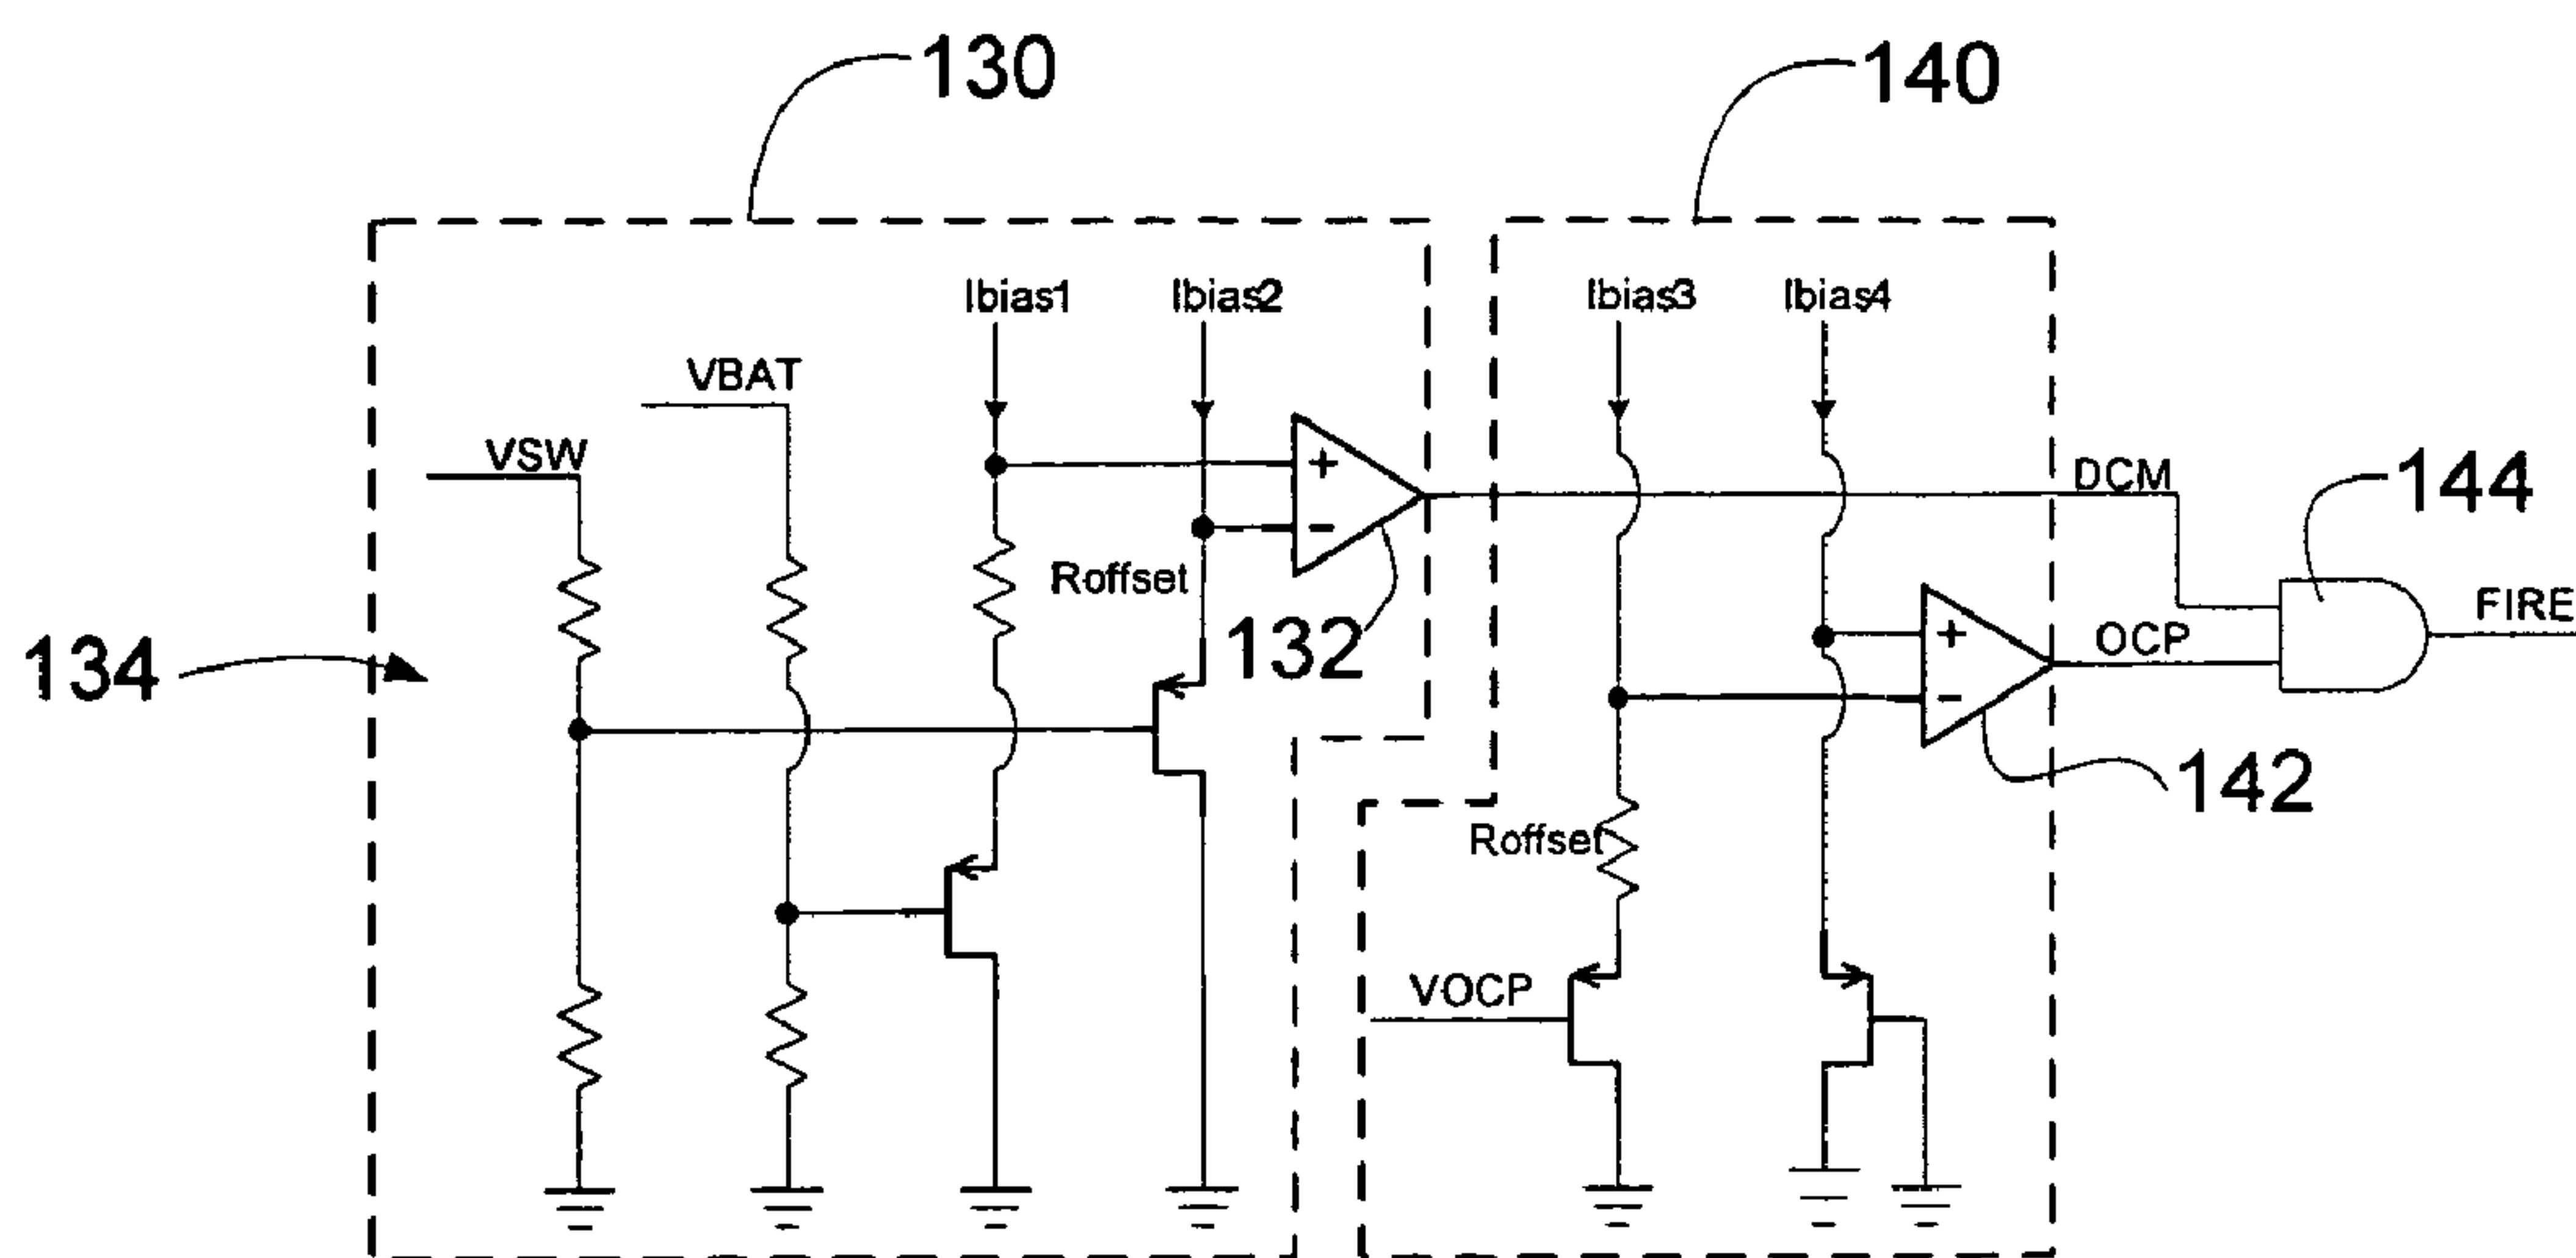 130
140
Ibias1
Ibias2
Ibias3
Ibias4
VBAT
VSW
+
-
DCM
144
Roffset
132
FIRE
134
+
-
OCP
142
Roffset
VOCP